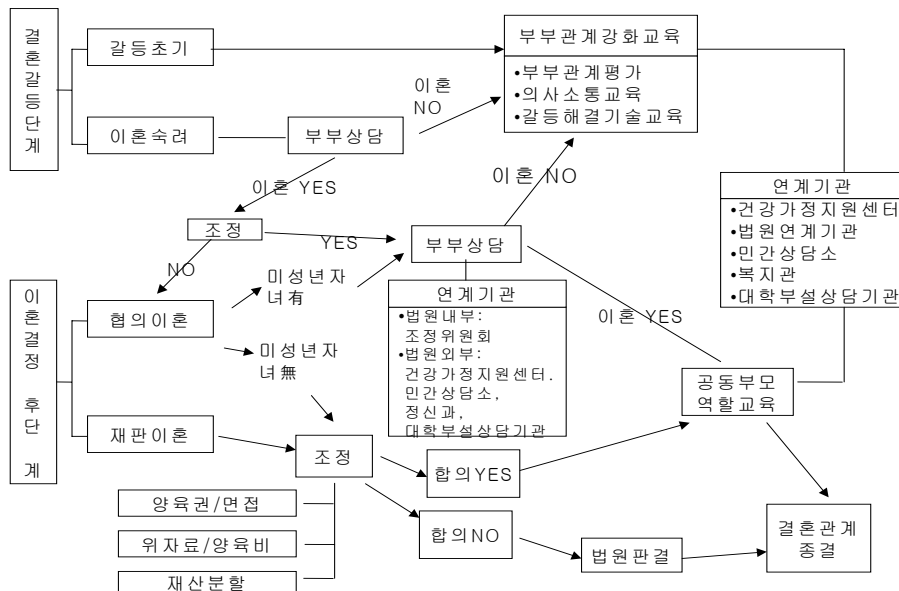 결혼갈등단계
갈등초기
이혼숙려
부부상담
이혼
NO
부부관계강화교육
•부부관계평가
•의사소통교육
•갈등해결기술교육
이혼 YES
이혼 NO
조정
YES
NO
부부상담
연계기관
•건강가정지원센터
•법원연계기관
•민간상담소
•복지관
•대학부설상담기관
이혼결정 후단 계
협의이혼
미성년자
녀有
미성년자
녀無
연계기관
•법원내부:
조정위원회
•법원외부:
건강가정지원센터.
민간상담소,
정신과,
대학부설상담기관
이혼 YES
공동부모
역할교육
재판이혼
조정
합의YES
양육권/면접
위자료/양육비
재산분할
합의NO
법원판결
결혼관계
종결